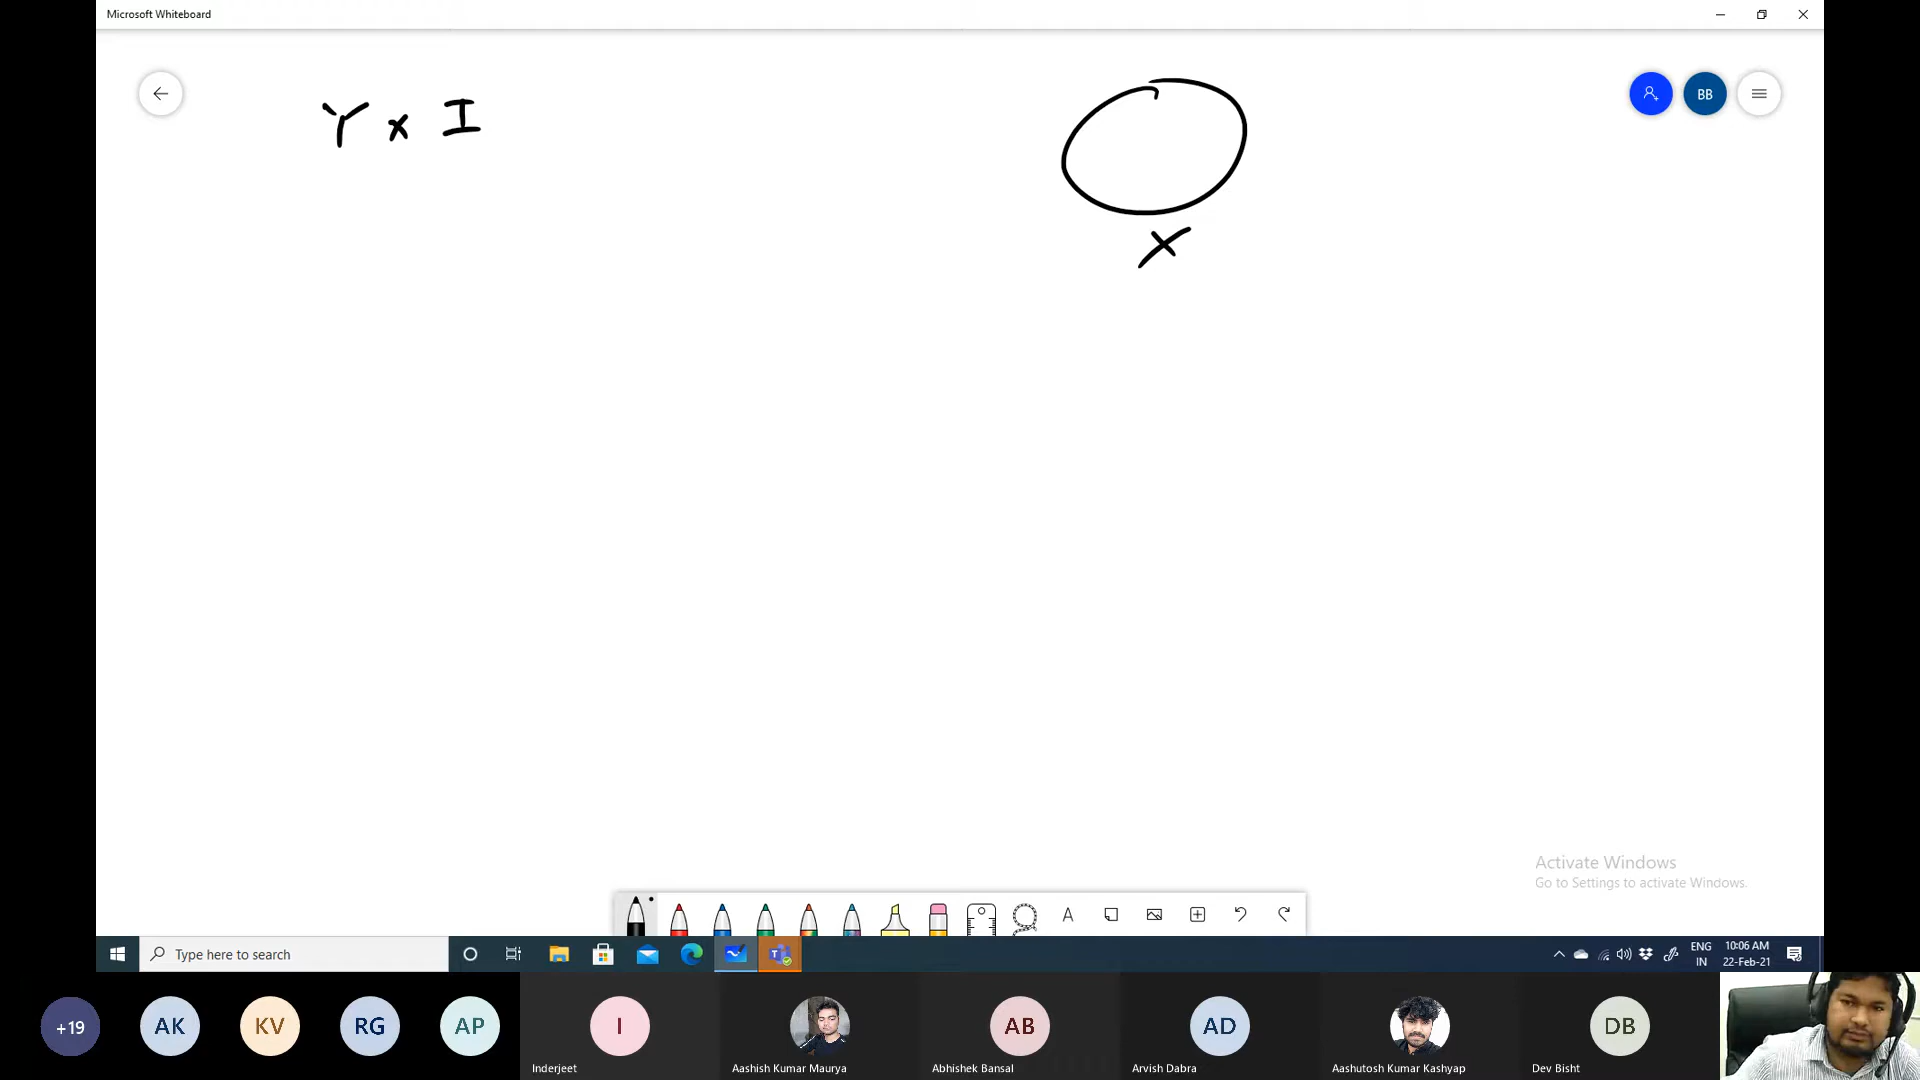 Microsoft Whiteboard
BB
Y × I
X
Activate Windows
Go to Settings to activate Windows.
A
Type here to search
ENG
IN
10:06 AM
22-Feb-21
+19
AK
KV
RG
AP
I
AB
AD
DB
Inderjeet
Aashish Kumar Maurya
Abhishek Bansal
Arvish Dabra
Aashutosh Kumar Kashyap
Dev Bisht